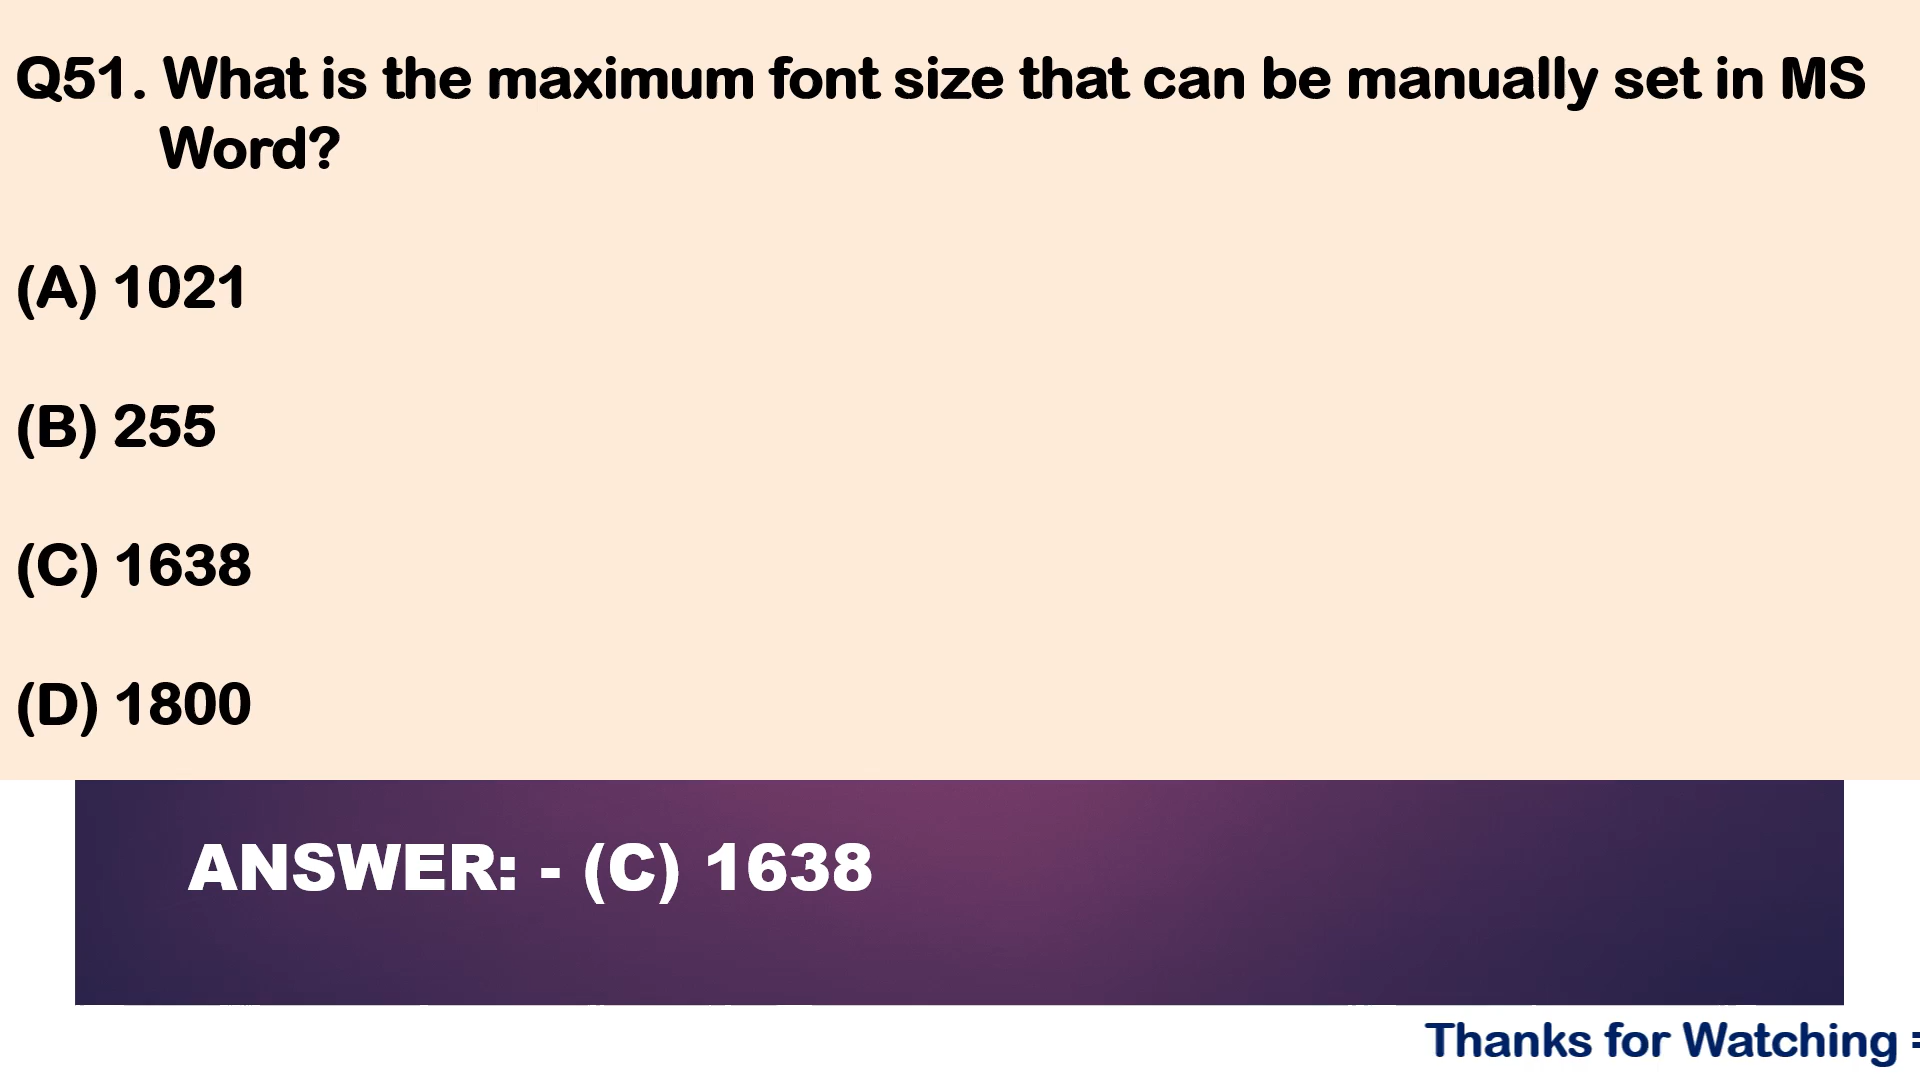 Q51. What is the maximum font size that can be manually set in MS
Word?
(A) 1021
(B) 255
(C) 1638
(D) 1800
ANSWER: - (C) 1638
Thanks for Watching =